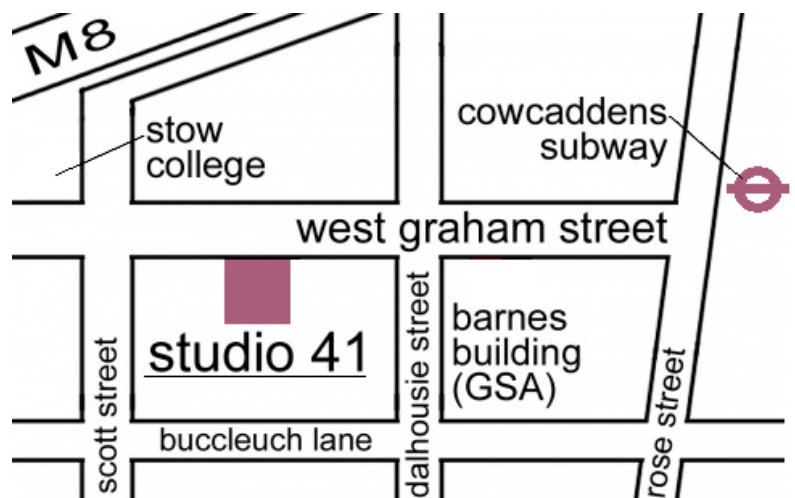 M8
stow
college
cowcaddens
subway
west graham street
studio 41
barnes
building
(GSA)
scott street
dalhousie street
rose street
buccleuch lane